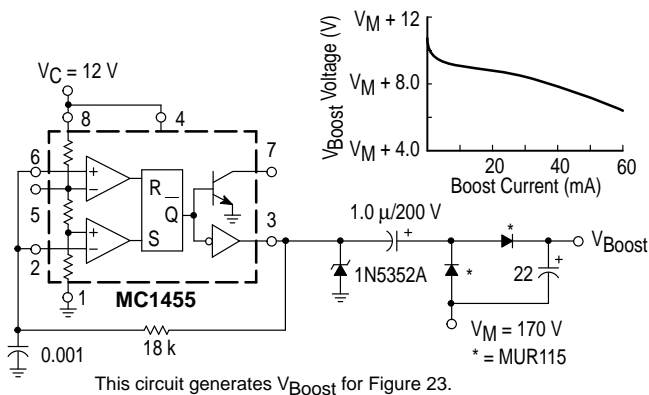 V_C = 12 V
8
4
6
5
2
1
7
3
+
−
+
−
R
S
Q
MC1455
0.001
18 k
V_Boost Voltage (V)
V_M + 12
V_M + 8.0
V_M + 4.0
0
20
40
60
Boost Current (mA)
1.0 μ/200 V
+
1N5352A
*
*
22
+
V_Boost
V_M = 170 V
* = MUR115
This circuit generates V_Boost for Figure 23.